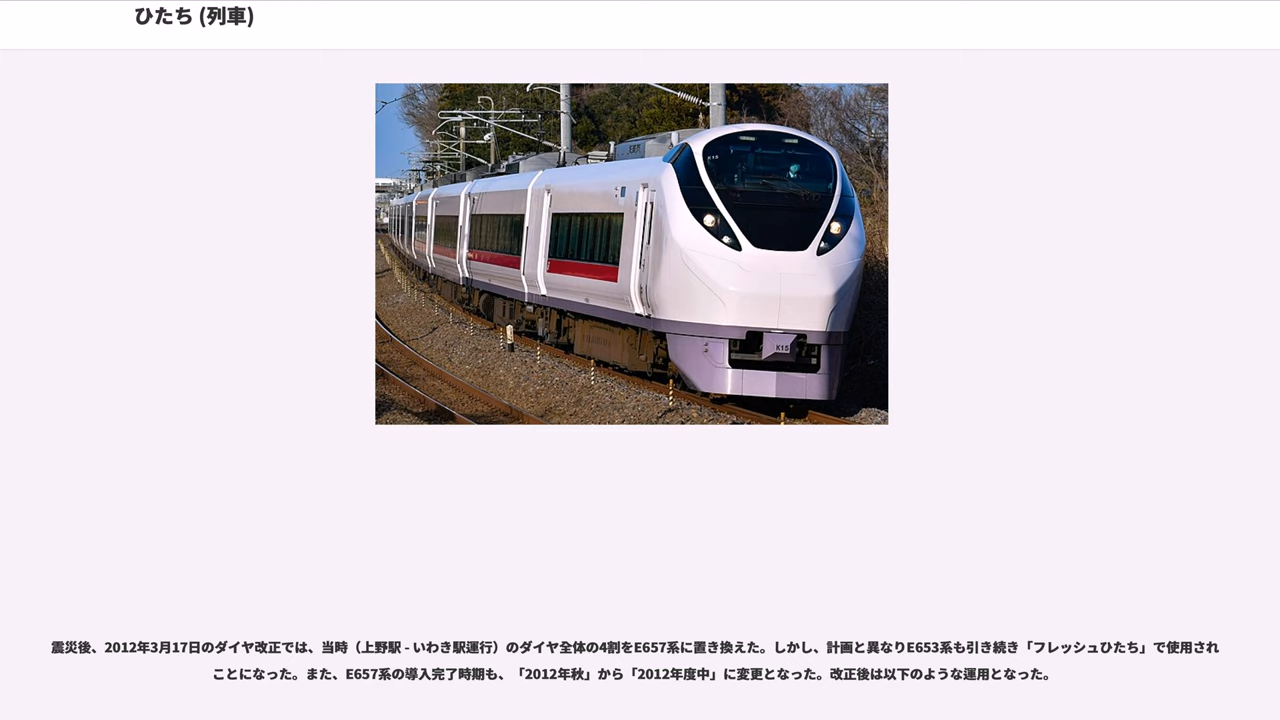 ひたち (列車)
K15
K15
震災後、2012年3月17日のダイヤ改正では、当時（上野駅 - いわき駅運行）のダイヤ全体の4割をE657系に置き換えた。しかし、計画と異なりE653系も引き続き「フレッシュひたち」で使用され
ことになった。また、E657系の導入完了時期も、「2012年秋」から「2012年度中」に変更となった。改正後は以下のような運用となった。